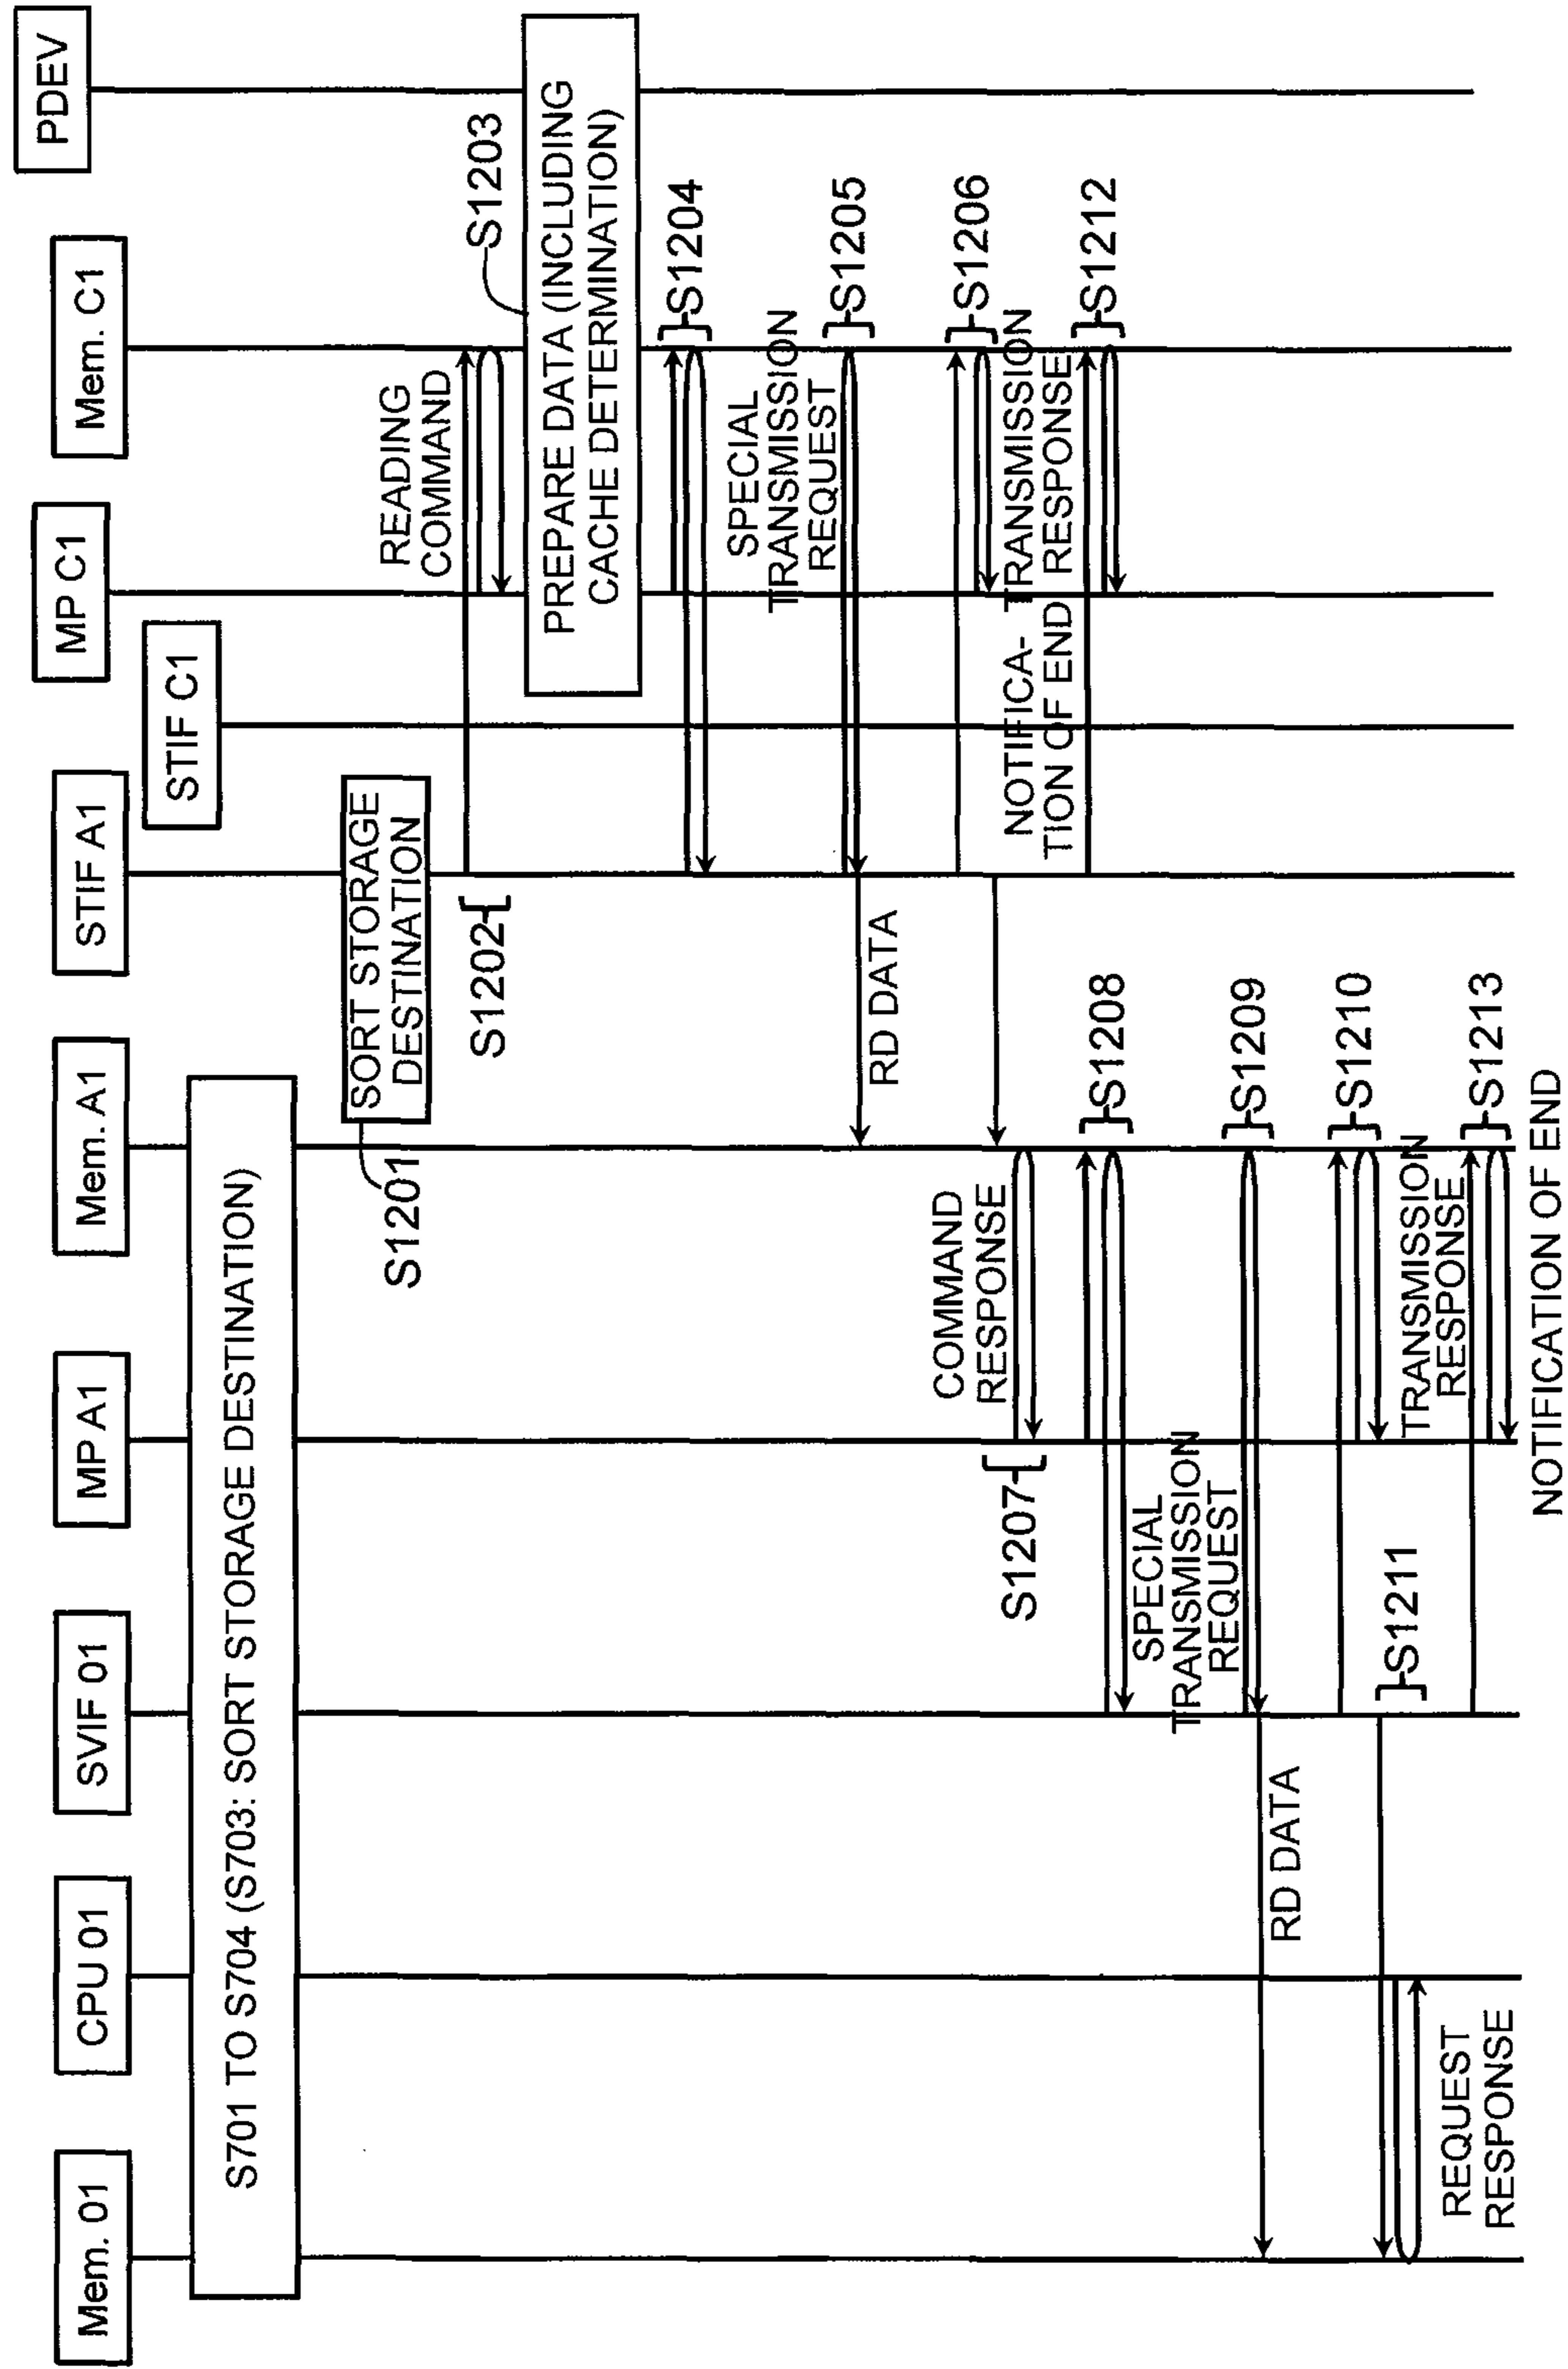 Mem. 01
CPU 01
SVIF 01
MP A1
Mem. A1
STIF A1
STIF C1
MP C1
Mem. C1
PDEV
S701 TO S704 (S703: SORT STORAGE DESTINATION)
S1201
SORT STORAGE
DESTINATION
S1202
READING
COMMAND
S1203
PREPARE DATA (INCLUDING
CACHE DETERMINATION)
S1204
SPECIAL
TRANSMISSION
REQUEST
S1205
RD DATA
S1206
TRANSMISSION
RESPONSE
NOTIFICA-
TION OF END
S1212
COMMAND
RESPONSE
S1207
S1208
SPECIAL
TRANSMISSION
REQUEST
S1209
RD DATA
S1210
TRANSMISSION
RESPONSE
S1211
S1213
REQUEST
RESPONSE
NOTIFICATION OF END